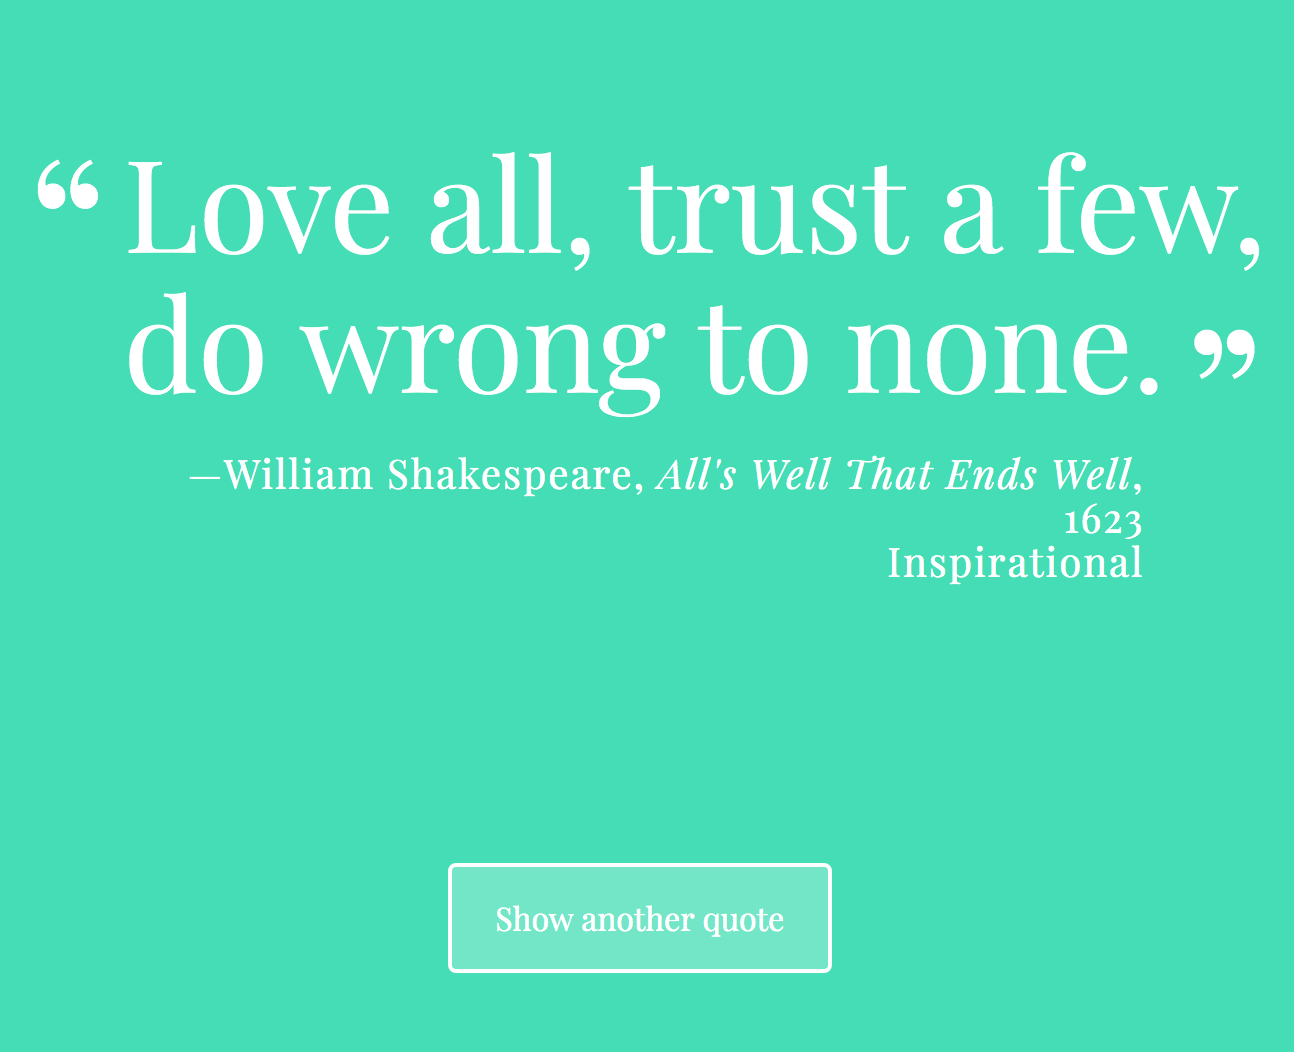 “Love all, trust a few,
do wrong to none.”
—William Shakespeare, All's Well That Ends Well,
1623
Inspirational
Show another quote